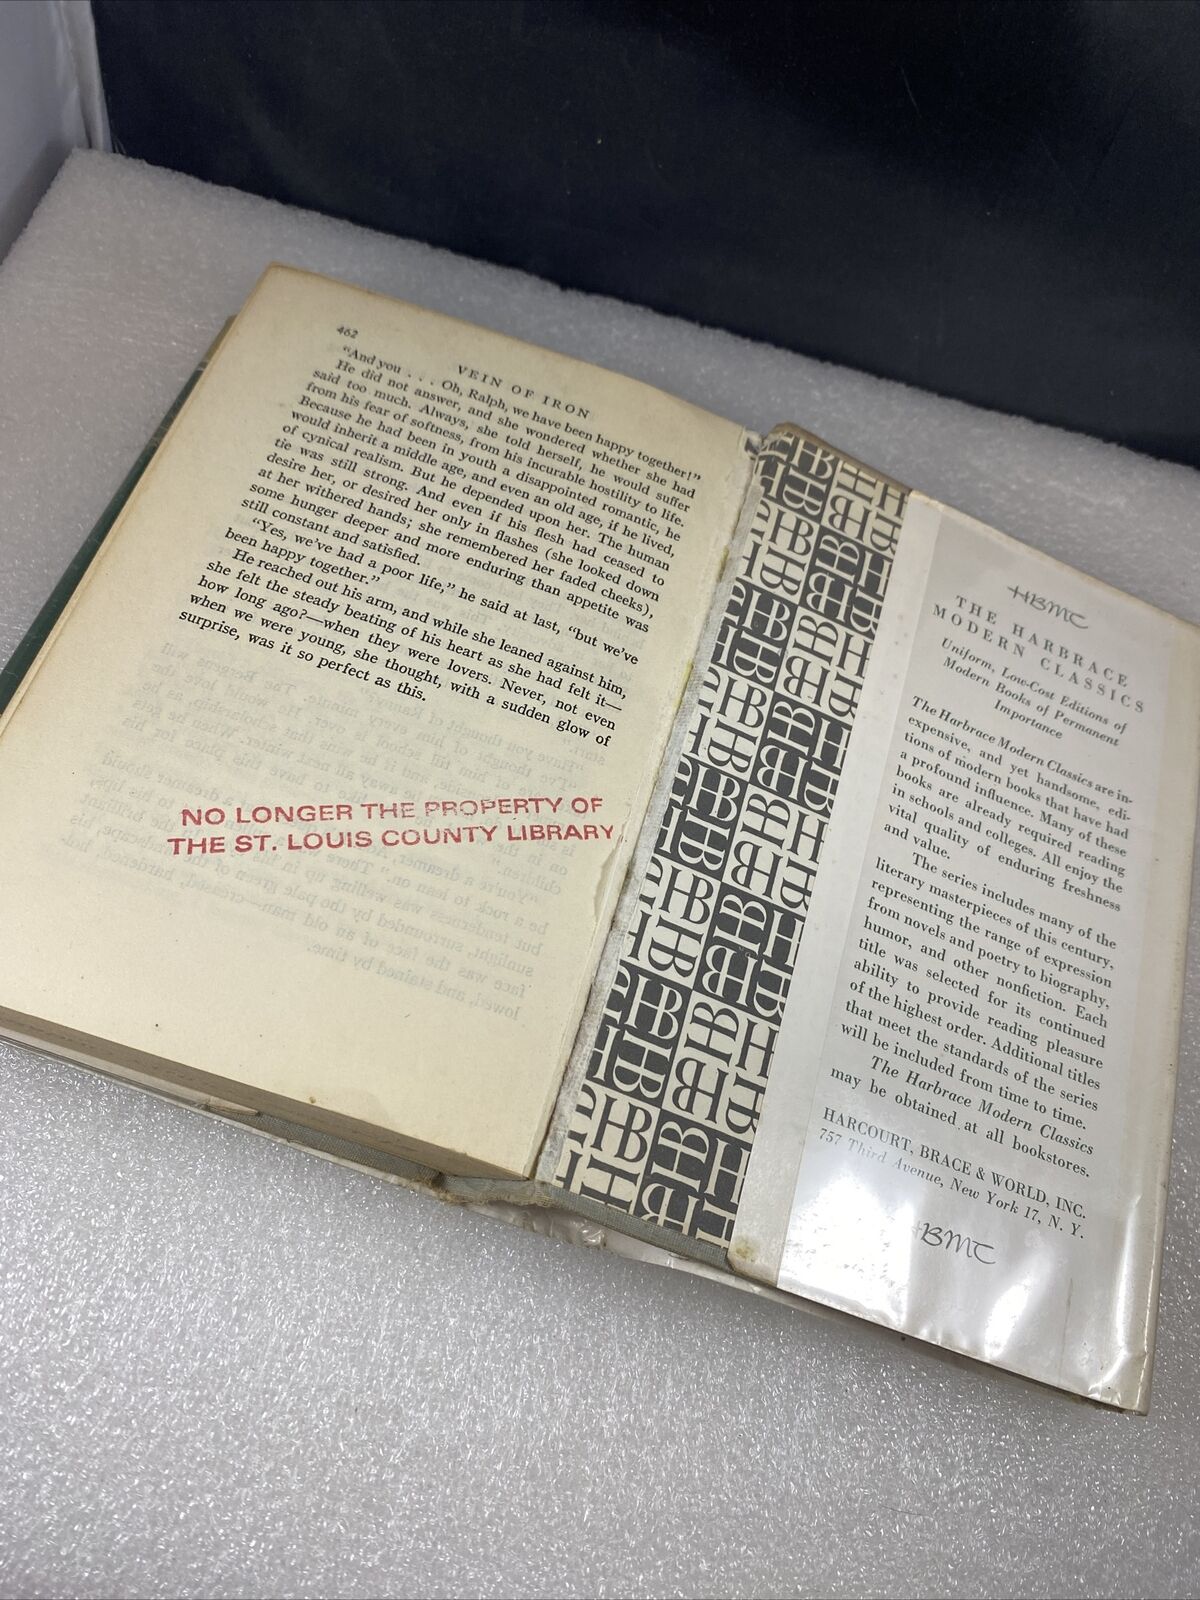 462
VEIN OF IRON
"And you . . . Oh, Ralph, we have been happy together!"
He did not answer, and she wondered whether she had
said too much. Always, she told herself, he would suffer
from his fear of softness, from his incurable hostility to life.
Because he had been in youth a disappointed romantic, he
would inherit a middle age, and even an old age, if he lived,
of cynical realism. But he depended upon her. The human
tie was still strong. And even if his flesh had ceased to
desire her, or desired her only in flashes (she looked down
at her withered hands; she remembered her faded cheeks),
some hunger deeper and more enduring than appetite was
still constant and satisfied.
"Yes, we've had a poor life," he said at last, "but we've
been happy together."
He reached out his arm, and while she leaned against him,
she felt the steady beating of his heart as she had felt it—
how long ago?—when they were lovers. Never, not even
when we were young, she thought, with a sudden glow of
surprise, was it so perfect as this.
NO LONGER THE PROPERTY OF
THE ST. LOUIS COUNTY LIBRARY
HBMC
THE HARBRACE
MODERN CLASSICS
Uniform, Low-Cost Editions of
Modern Books of Permanent
Importance
The Harbrace Modern Classics are in-
expensive, and yet handsome, edi-
tions of modern books that have had
a profound influence. Many of these
books are already required reading
in schools and colleges. All enjoy the
vital quality of enduring freshness
and value.
The series includes many of the
literary masterpieces of this century,
representing the range of expression
from novels and poetry to biography,
humor, and other nonfiction. Each
title was selected for its continued
ability to provide reading pleasure
of the highest order. Additional titles
that meet the standards of the series
will be included from time to time.
The Harbrace Modern Classics
may be obtained at all bookstores.
HARCOURT, BRACE & WORLD, INC.
757 Third Avenue, New York 17, N. Y.
HBMC